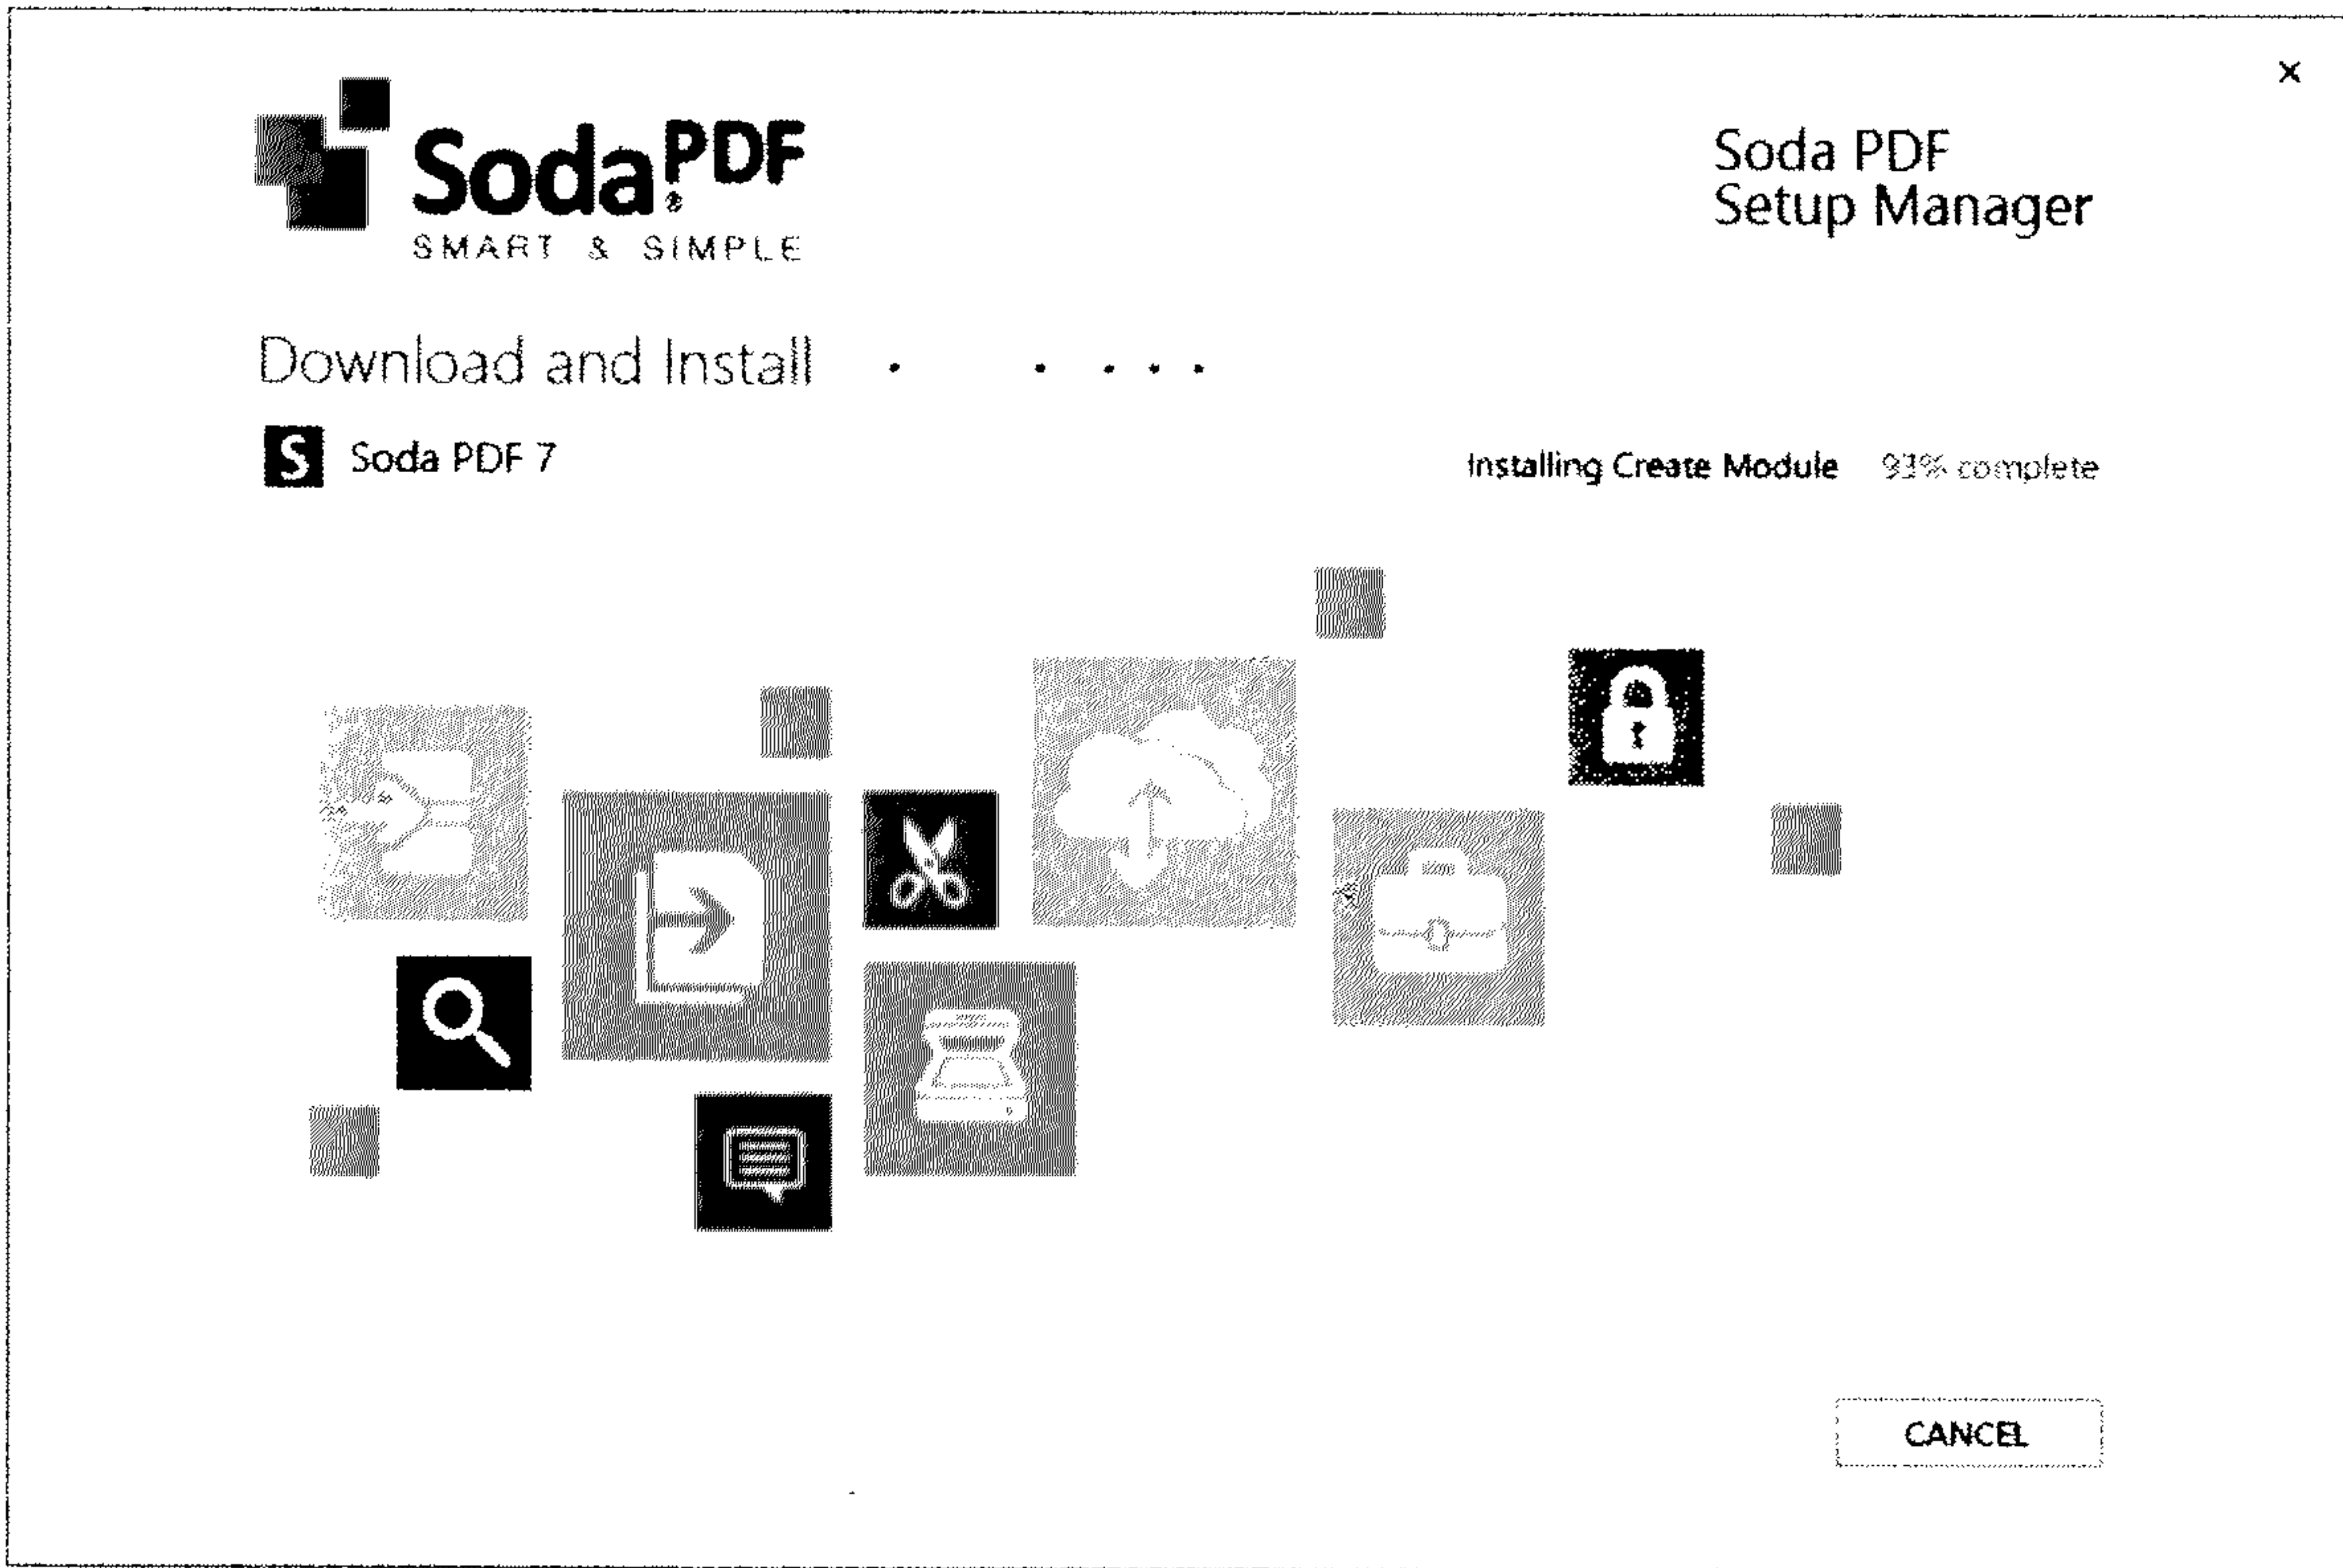 Soda PDF
SMART & SIMPLE
Soda PDF
Setup Manager
Download and Install
S Soda PDF 7
Installing Create Module 93% complete
CANCEL